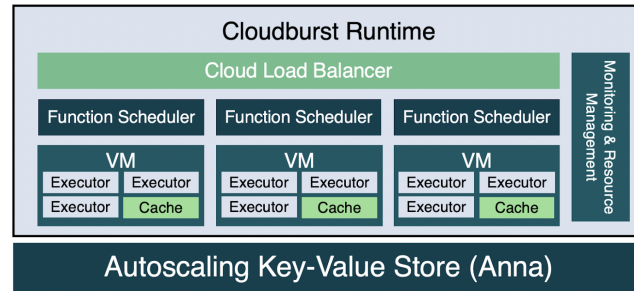 Cloudburst Runtime
Cloud Load Balancer
Monitoring & Resource
Management
Function Scheduler
Function Scheduler
Function Scheduler
VM
Executor
Executor
Executor
Cache
VM
Executor
Executor
Executor
Cache
VM
Executor
Executor
Executor
Cache
Autoscaling Key-Value Store (Anna)